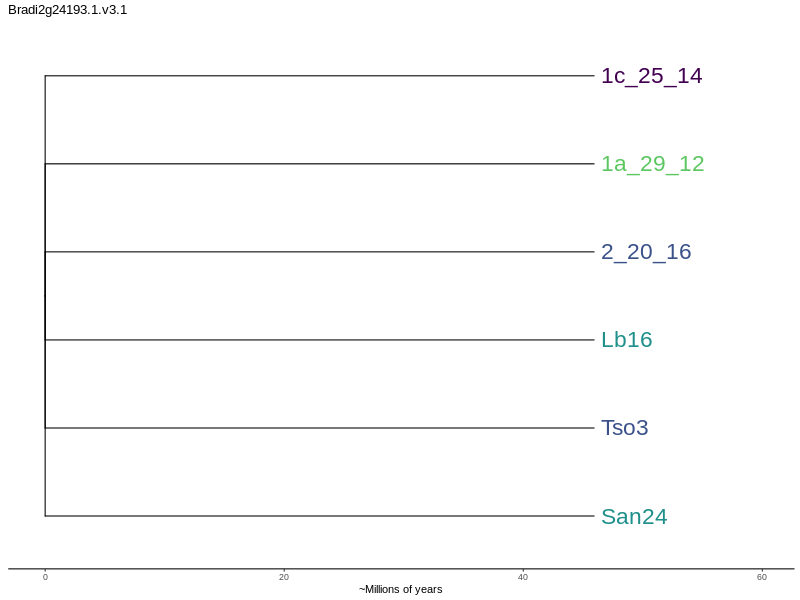 Bradi2g24193.1.v3.1
1c_25_14
1a_29_12
2_20_16
Lb16
Tso3
San24
0 20 40 60
~Millions of years